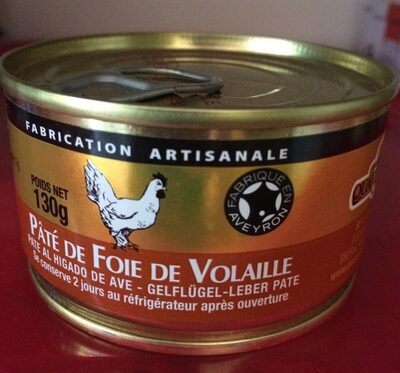 FABRICATION ARTISANALE
POIDS NET
130g
FABRIQUÉ EN
AVEYRON
PÂTÉ DE FOIE DE VOLAILLE
PATE AL HIGADO DE AVE - GELFLÜGEL-LEBER PATE
Se conserve 2 jours au réfrigérateur après ouverture